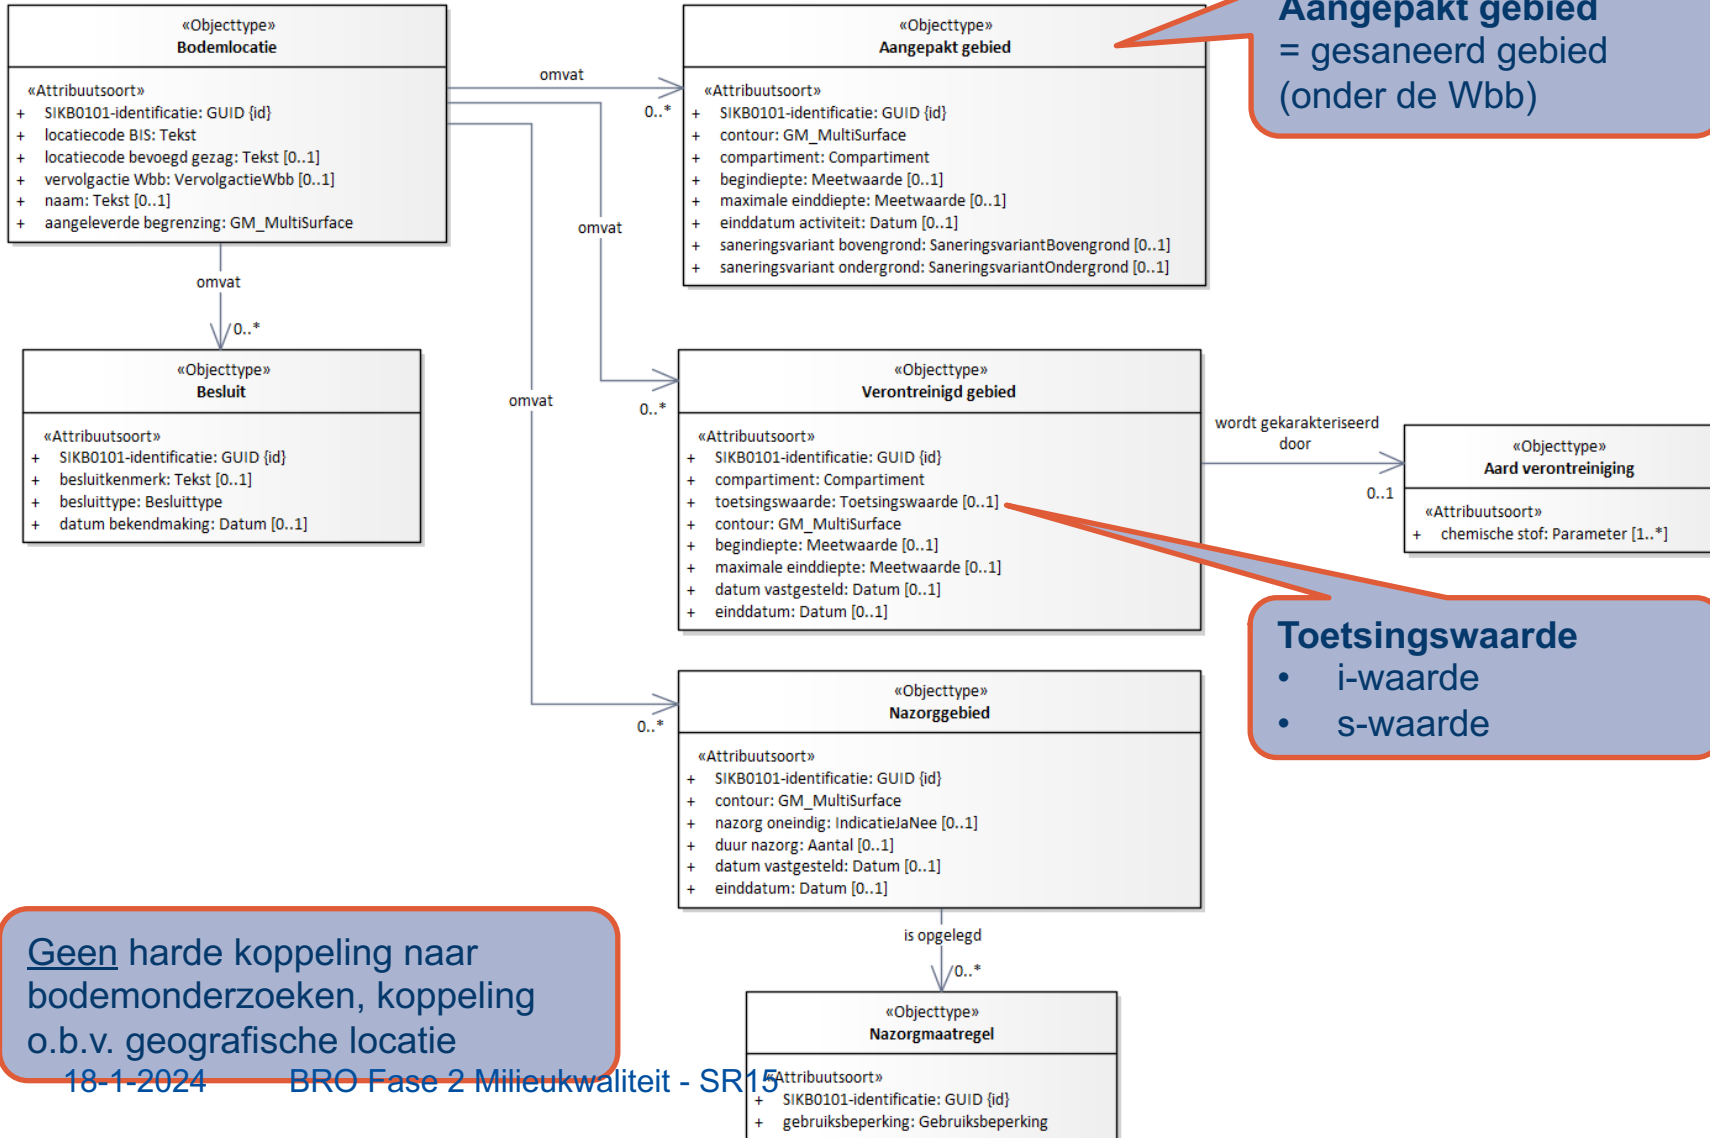 «Objecttype»
Bodemlocatie
«Attribuutsoort»
+ SIKB0101-identificatie: GUID {id}
+ locatiecode BIS: Tekst
+ locatiecode bevoegd gezag: Tekst [0..1]
+ vervolgactie Wbb: VervolgactieWbb [0..1]
+ naam: Tekst [0..1]
+ aangeleverde begrenzing: GM_MultiSurface
omvat
0..*
«Objecttype»
Aangepakt gebied
«Attribuutsoort»
+ SIKB0101-identificatie: GUID {id}
+ contour: GM_MultiSurface
+ compartiment: Compartiment
+ begindiepte: Meetwaarde [0..1]
+ maximale einddiepte: Meetwaarde [0..1]
+ einddatum activiteit: Datum [0..1]
+ saneringsvariant bovengrond: SaneringsvariantBovengrond [0..1]
+ saneringsvariant ondergrond: SaneringsvariantOndergrond [0..1]
Aangepakt gebied
= gesaneerd gebied
(onder de Wbb)
omvat
0..*
«Objecttype»
Besluit
«Attribuutsoort»
+ SIKB0101-identificatie: GUID {id}
+ besluitkenmerk: Tekst [0..1]
+ besluittype: Besluittype
+ datum bekendmaking: Datum [0..1]
omvat
0..*
«Objecttype»
Verontreinigd gebied
«Attribuutsoort»
+ SIKB0101-identificatie: GUID {id}
+ compartiment: Compartiment
+ toetsingswaarde: Toetsingswaarde [0..1]
+ contour: GM_MultiSurface
+ begindiepte: Meetwaarde [0..1]
+ maximale einddiepte: Meetwaarde [0..1]
+ datum vastgesteld: Datum [0..1]
+ einddatum: Datum [0..1]
wordt gekarakteriseerd
door
0..1
«Objecttype»
Aard verontreiniging
«Attribuutsoort»
+ chemische stof: Parameter [1..*]
Toetsingswaarde
• i-waarde
• s-waarde
omvat
0..*
«Objecttype»
Nazorggebied
«Attribuutsoort»
+ SIKB0101-identificatie: GUID {id}
+ contour: GM_MultiSurface
+ nazorg oneindig: IndicatieJaNee [0..1]
+ duur nazorg: Aantal [0..1]
+ datum vastgesteld: Datum [0..1]
+ einddatum: Datum [0..1]
is opgelegd
0..*
«Objecttype»
Nazorgmaatregel
«Attribuutsoort»
+ SIKB0101-identificatie: GUID {id}
+ gebruiksbeperking: Gebruiksbeperking
Geen harde koppeling naar
bodemonderzoeken, koppeling
o.b.v. geografische locatie
18-1-2024 BRO Fase 2 Milieukwaliteit - SR15